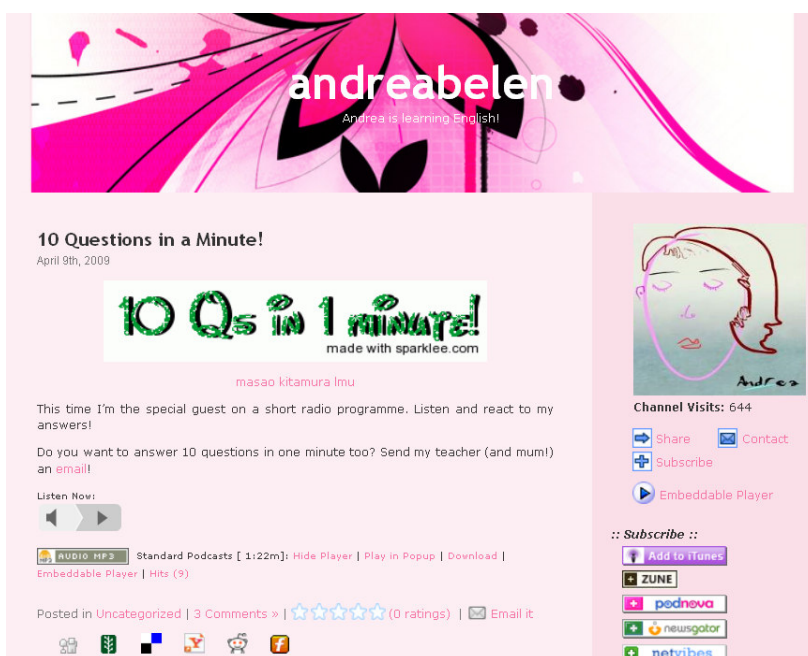 andreabelen
Andrea is learning English!
10 Questions in a Minute!
April 9th, 2009
10 Qs in 1 minute!
made with sparklee.com
masao kitamura lmu
This time I'm the special guest on a short radio programme. Listen and react to my
answers!
Do you want to answer 10 questions in one minute too? Send my teacher (and mum!)
an email!
Listen Now:
AUDIO MP3 Standard Podcasts [ 1:22m]: Hide Player | Play in Popup | Download |
Embeddable Player | Hits (9)
Posted in Uncategorized | 3 Comments » | (0 ratings) | Email it
Andrea
Channel Visits: 644
Share Contact
Subscribe
Embeddable Player
:: Subscribe ::
Add to iTunes
ZUNE
podnova
newsgator
netvibes